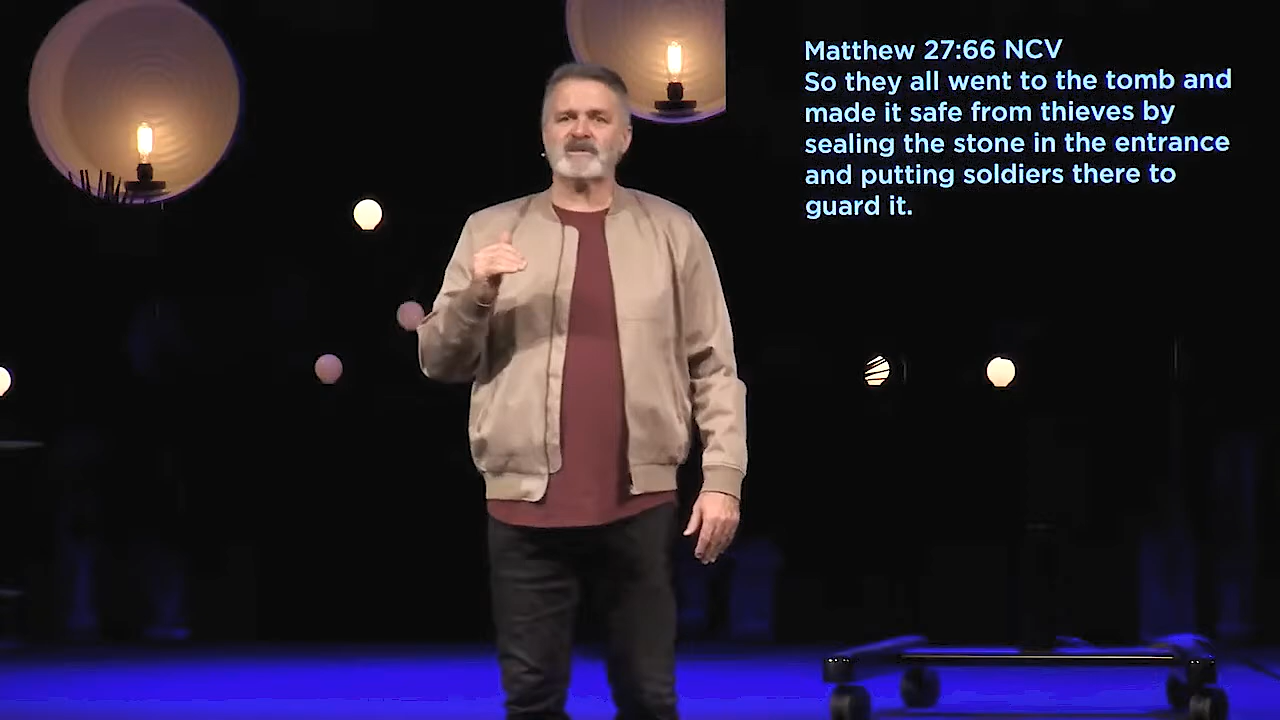 Matthew 27:66 NCV
So they all went to the tomb and
made it safe from thieves by
sealing the stone in the entrance
and putting soldiers there to
guard it.